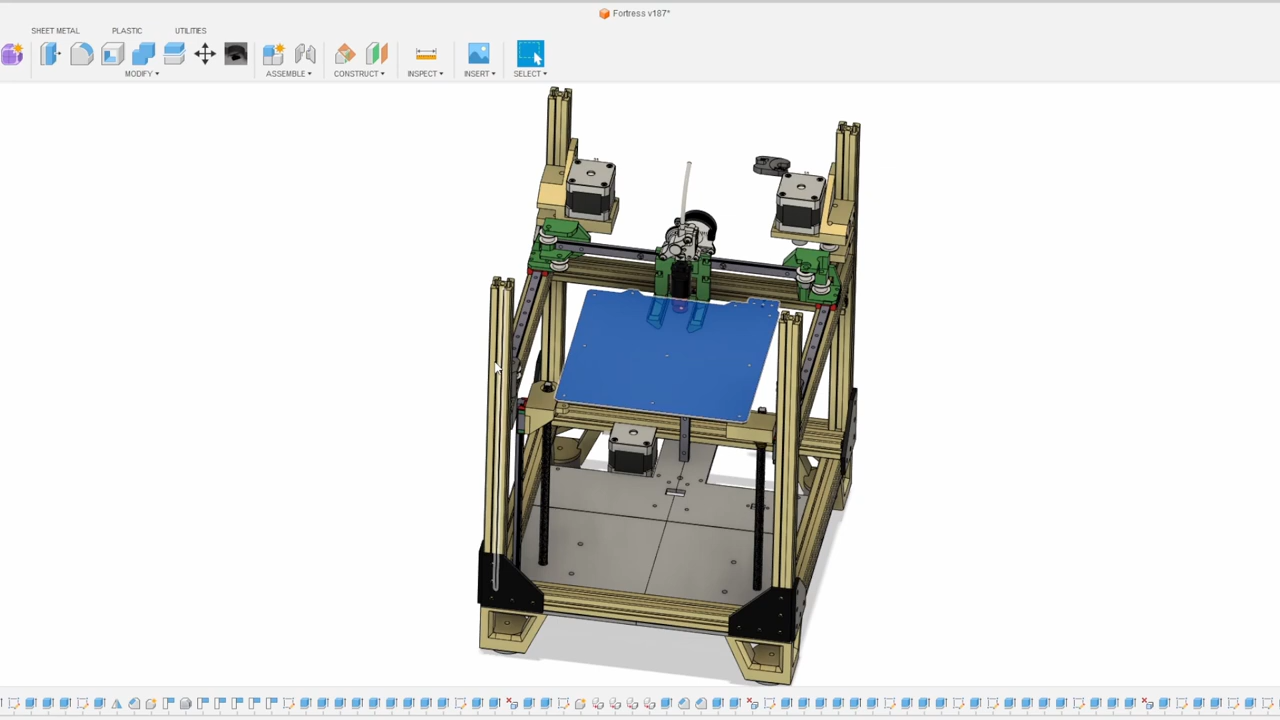 Fortress v187*
SHEET METAL PLASTIC UTILITIES
MODIFY ASSEMBLE CONSTRUCT INSPECT INSERT SELECT